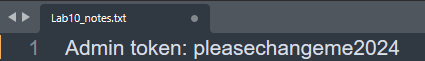 Lab10_notes.txt
1 Admin token: pleasechangeme2024